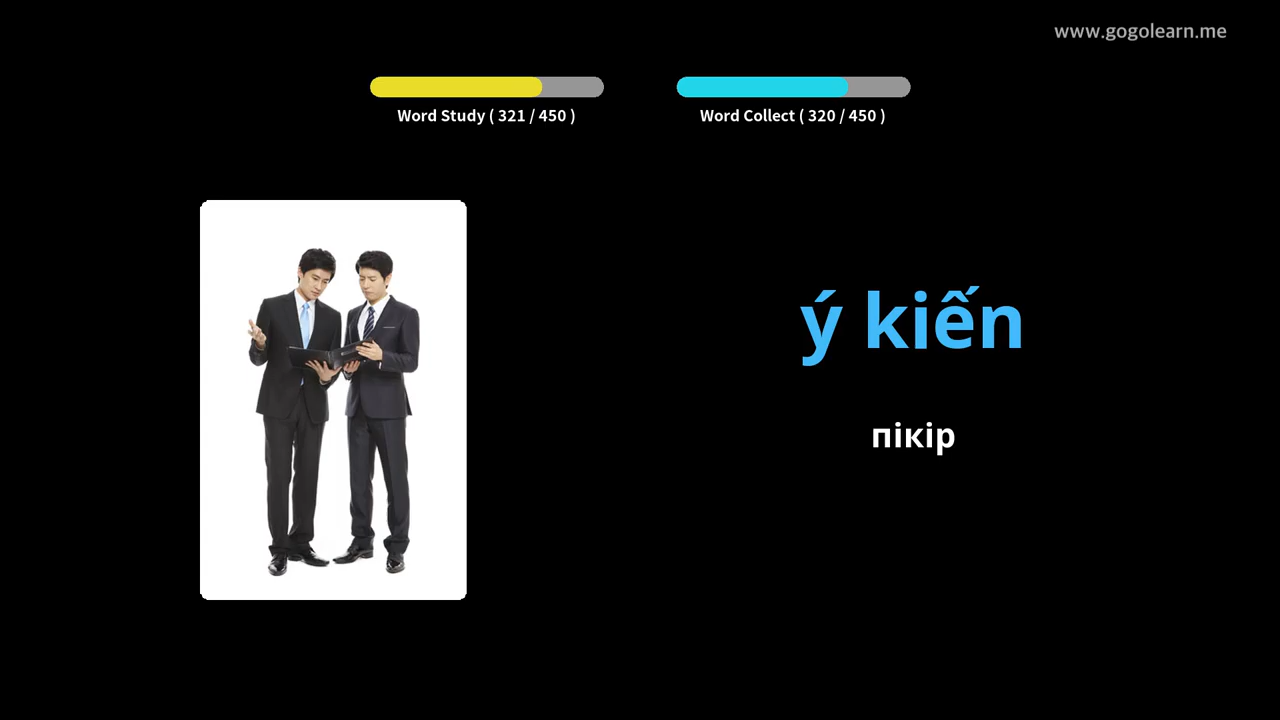 www.gogolearn.me
Word Study ( 321 / 450 )
Word Collect ( 320 / 450 )
ý kiến
пікір